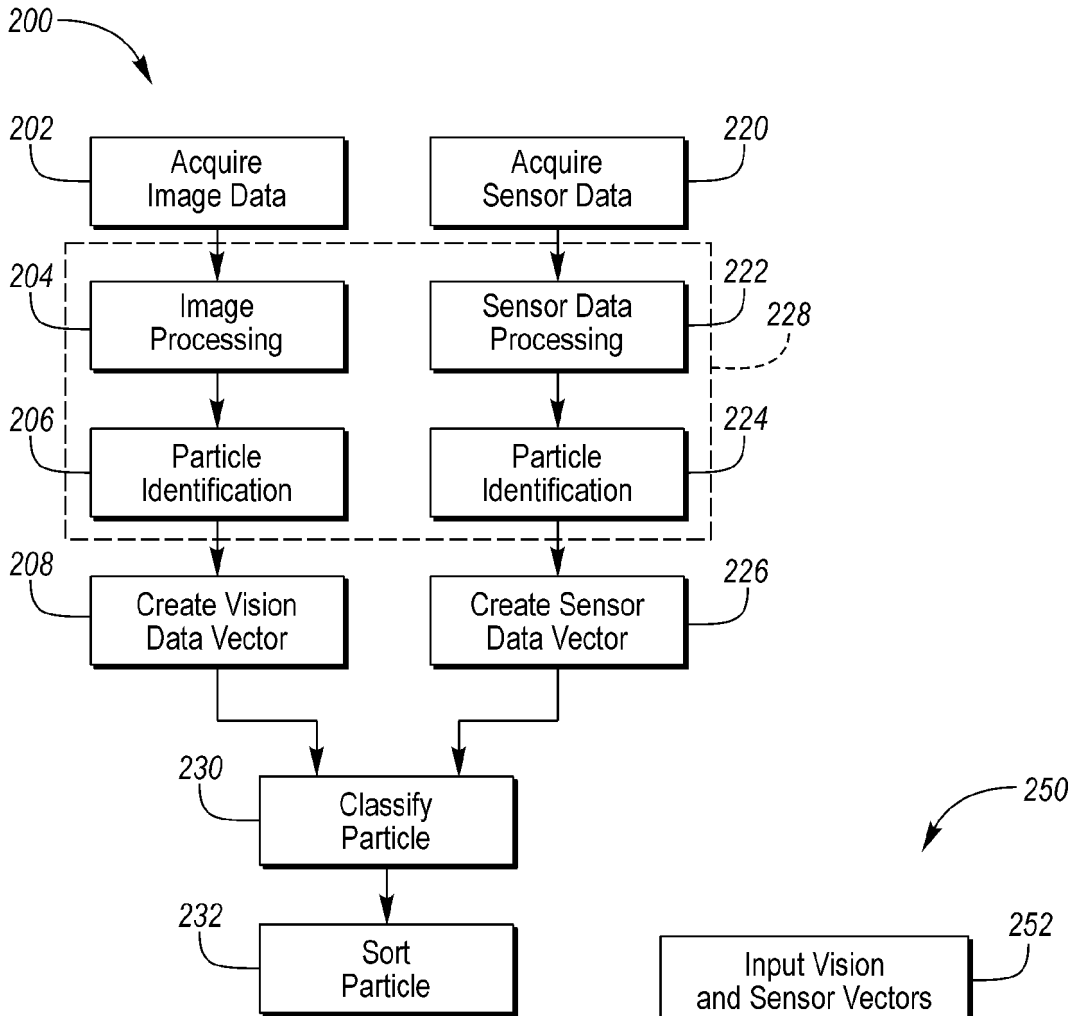 200
202
Acquire
Image Data
220
Acquire
Sensor Data
204
Image
Processing
222
Sensor Data
Processing
228
206
Particle
Identification
224
Particle
Identification
208
Create Vision
Data Vector
226
Create Sensor
Data Vector
230
Classify
Particle
250
232
Sort
Particle
252
Input Vision
and Sensor Vectors